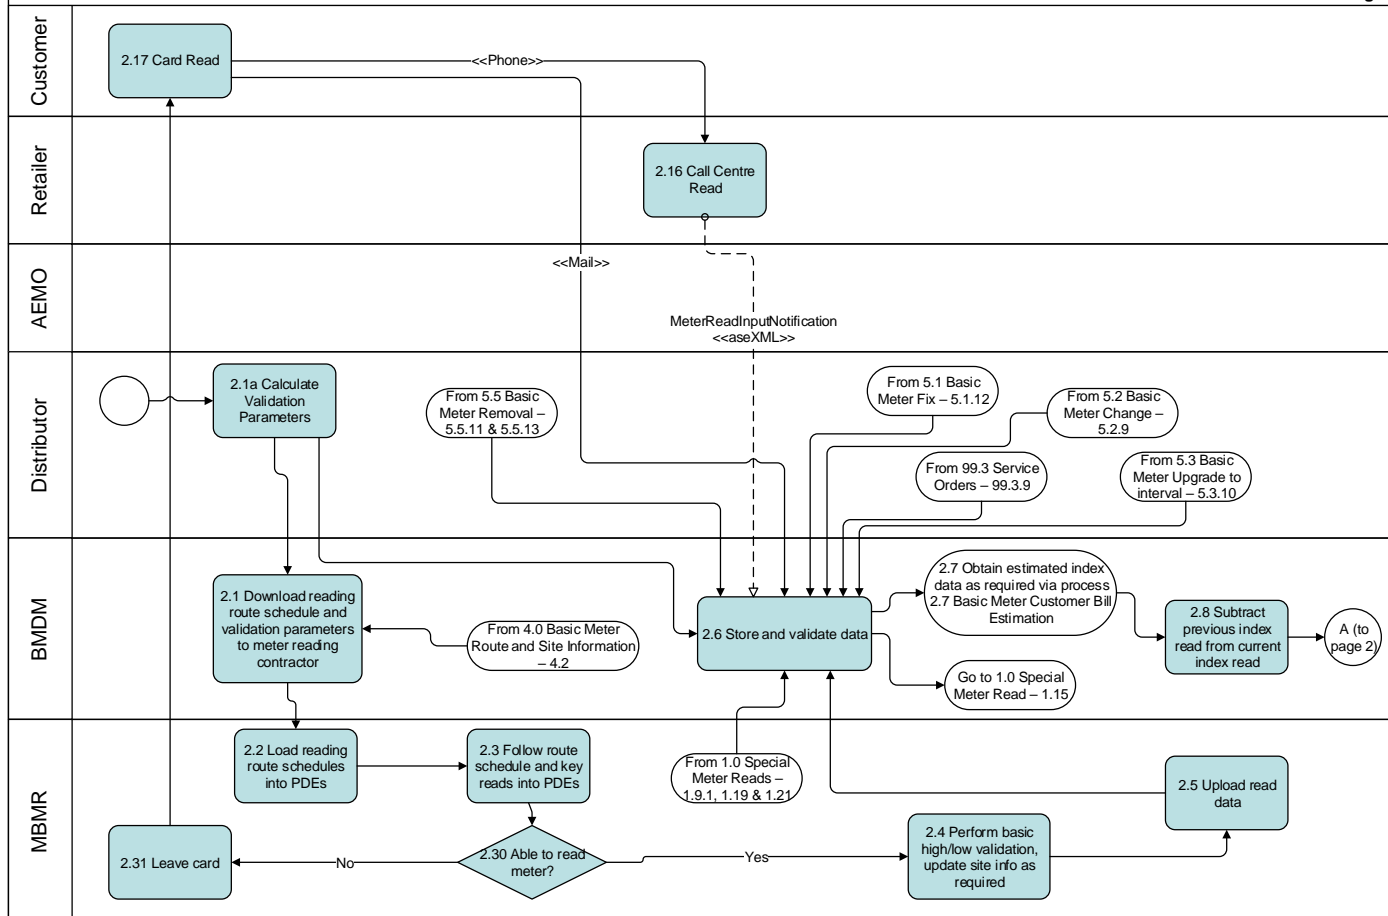 Customer
2.17 Card Read
<<Phone>>
Retailer
2.16 Call Centre
Read
AEMO
<<Mail>>
MeterReadInputNotification
<<aseXML>>
Distributor
2.1a Calculate
Validation
Parameters
From 5.5 Basic
Meter Removal –
5.5.11 & 5.5.13
From 5.1 Basic
Meter Fix – 5.1.12
From 5.2 Basic
Meter Change –
5.2.9
From 99.3 Service
Orders – 99.3.9
From 5.3 Basic
Meter Upgrade to
interval – 5.3.10
BMDM
2.1 Download reading
route schedule and
validation parameters
to meter reading
contractor
From 4.0 Basic Meter
Route and Site Information
– 4.2
2.6 Store and validate data
2.7 Obtain estimated index
data as required via process
2.7 Basic Meter Customer Bill
Estimation
Go to 1.0 Special
Meter Read – 1.15
2.8 Subtract
previous index
read from current
index read
A (to
page 2)
MBMR
2.2 Load reading
route schedules
into PDEs
2.3 Follow route
schedule and key
reads into PDEs
From 1.0 Special
Meter Reads –
1.9.1, 1.19 & 1.21
2.5 Upload read
data
2.31 Leave card
No
2.30 Able to read
meter?
Yes
2.4 Perform basic
high/low validation,
update site info as
required